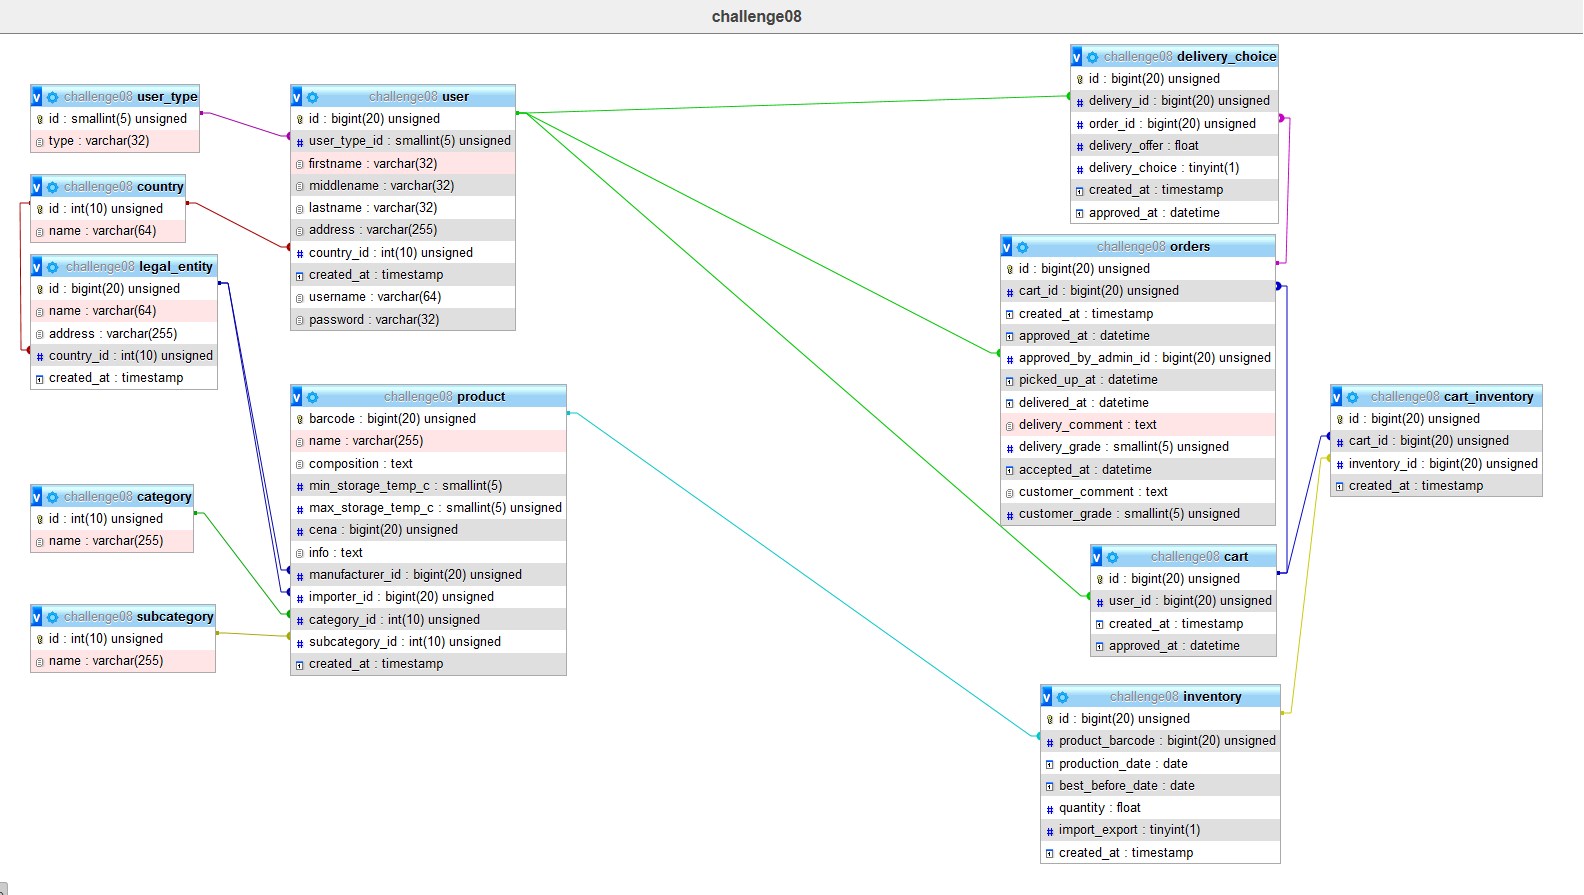 challenge08
challenge08 user_type
id : smallint(5) unsigned
type : varchar(32)
challenge08 country
id : int(10) unsigned
name : varchar(64)
challenge08 legal_entity
id : bigint(20) unsigned
name : varchar(64)
address : varchar(255)
country_id : int(10) unsigned
created_at : timestamp
challenge08 category
id : int(10) unsigned
name : varchar(255)
challenge08 subcategory
id : int(10) unsigned
name : varchar(255)
challenge08 user
id : bigint(20) unsigned
user_type_id : smallint(5) unsigned
firstname : varchar(32)
middlename : varchar(32)
lastname : varchar(32)
address : varchar(255)
country_id : int(10) unsigned
created_at : timestamp
username : varchar(64)
password : varchar(32)
challenge08 product
barcode : bigint(20) unsigned
name : varchar(255)
composition : text
min_storage_temp_c : smallint(5)
max_storage_temp_c : smallint(5) unsigned
cena : bigint(20) unsigned
info : text
manufacturer_id : bigint(20) unsigned
importer_id : bigint(20) unsigned
category_id : int(10) unsigned
subcategory_id : int(10) unsigned
created_at : timestamp
challenge08 delivery_choice
id : bigint(20) unsigned
delivery_id : bigint(20) unsigned
order_id : bigint(20) unsigned
delivery_offer : float
delivery_choice : tinyint(1)
created_at : timestamp
approved_at : datetime
challenge08 orders
id : bigint(20) unsigned
cart_id : bigint(20) unsigned
created_at : timestamp
approved_at : datetime
approved_by_admin_id : bigint(20) unsigned
picked_up_at : datetime
delivered_at : datetime
delivery_comment : text
delivery_grade : smallint(5) unsigned
accepted_at : datetime
customer_comment : text
customer_grade : smallint(5) unsigned
challenge08 cart
id : bigint(20) unsigned
user_id : bigint(20) unsigned
created_at : timestamp
approved_at : datetime
challenge08 inventory
id : bigint(20) unsigned
product_barcode : bigint(20) unsigned
production_date : date
best_before_date : date
quantity : float
import_export : tinyint(1)
created_at : timestamp
challenge08 cart_inventory
id : bigint(20) unsigned
cart_id : bigint(20) unsigned
inventory_id : bigint(20) unsigned
created_at : timestamp